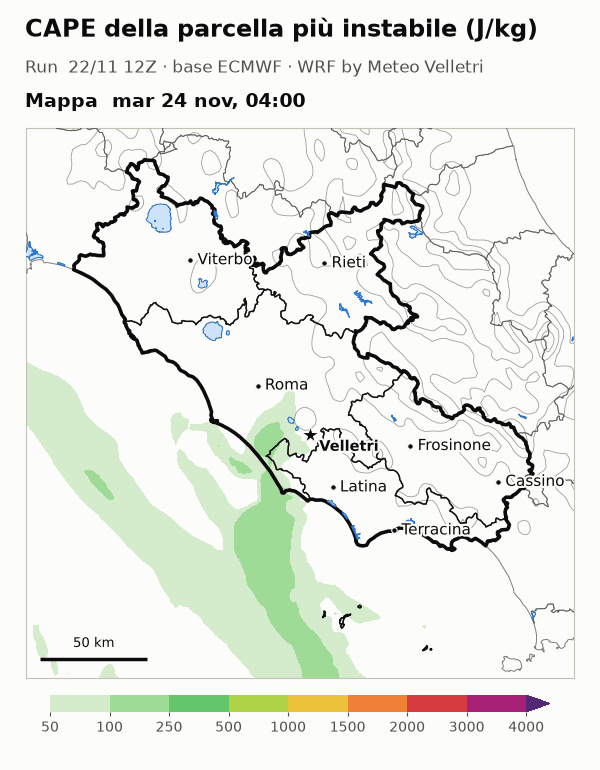 CAPE della parcella più instabile (J/kg)
Run  22/11 12Z · base ECMWF · WRF by Meteo Velletri
Mappa  mar 24 nov, 04:00
Viterbo
Rieti
Roma
Velletri
Frosinone
Cassino
Latina
Terracina
50 km
50 100 250 500 1000 1500 2000 3000 4000